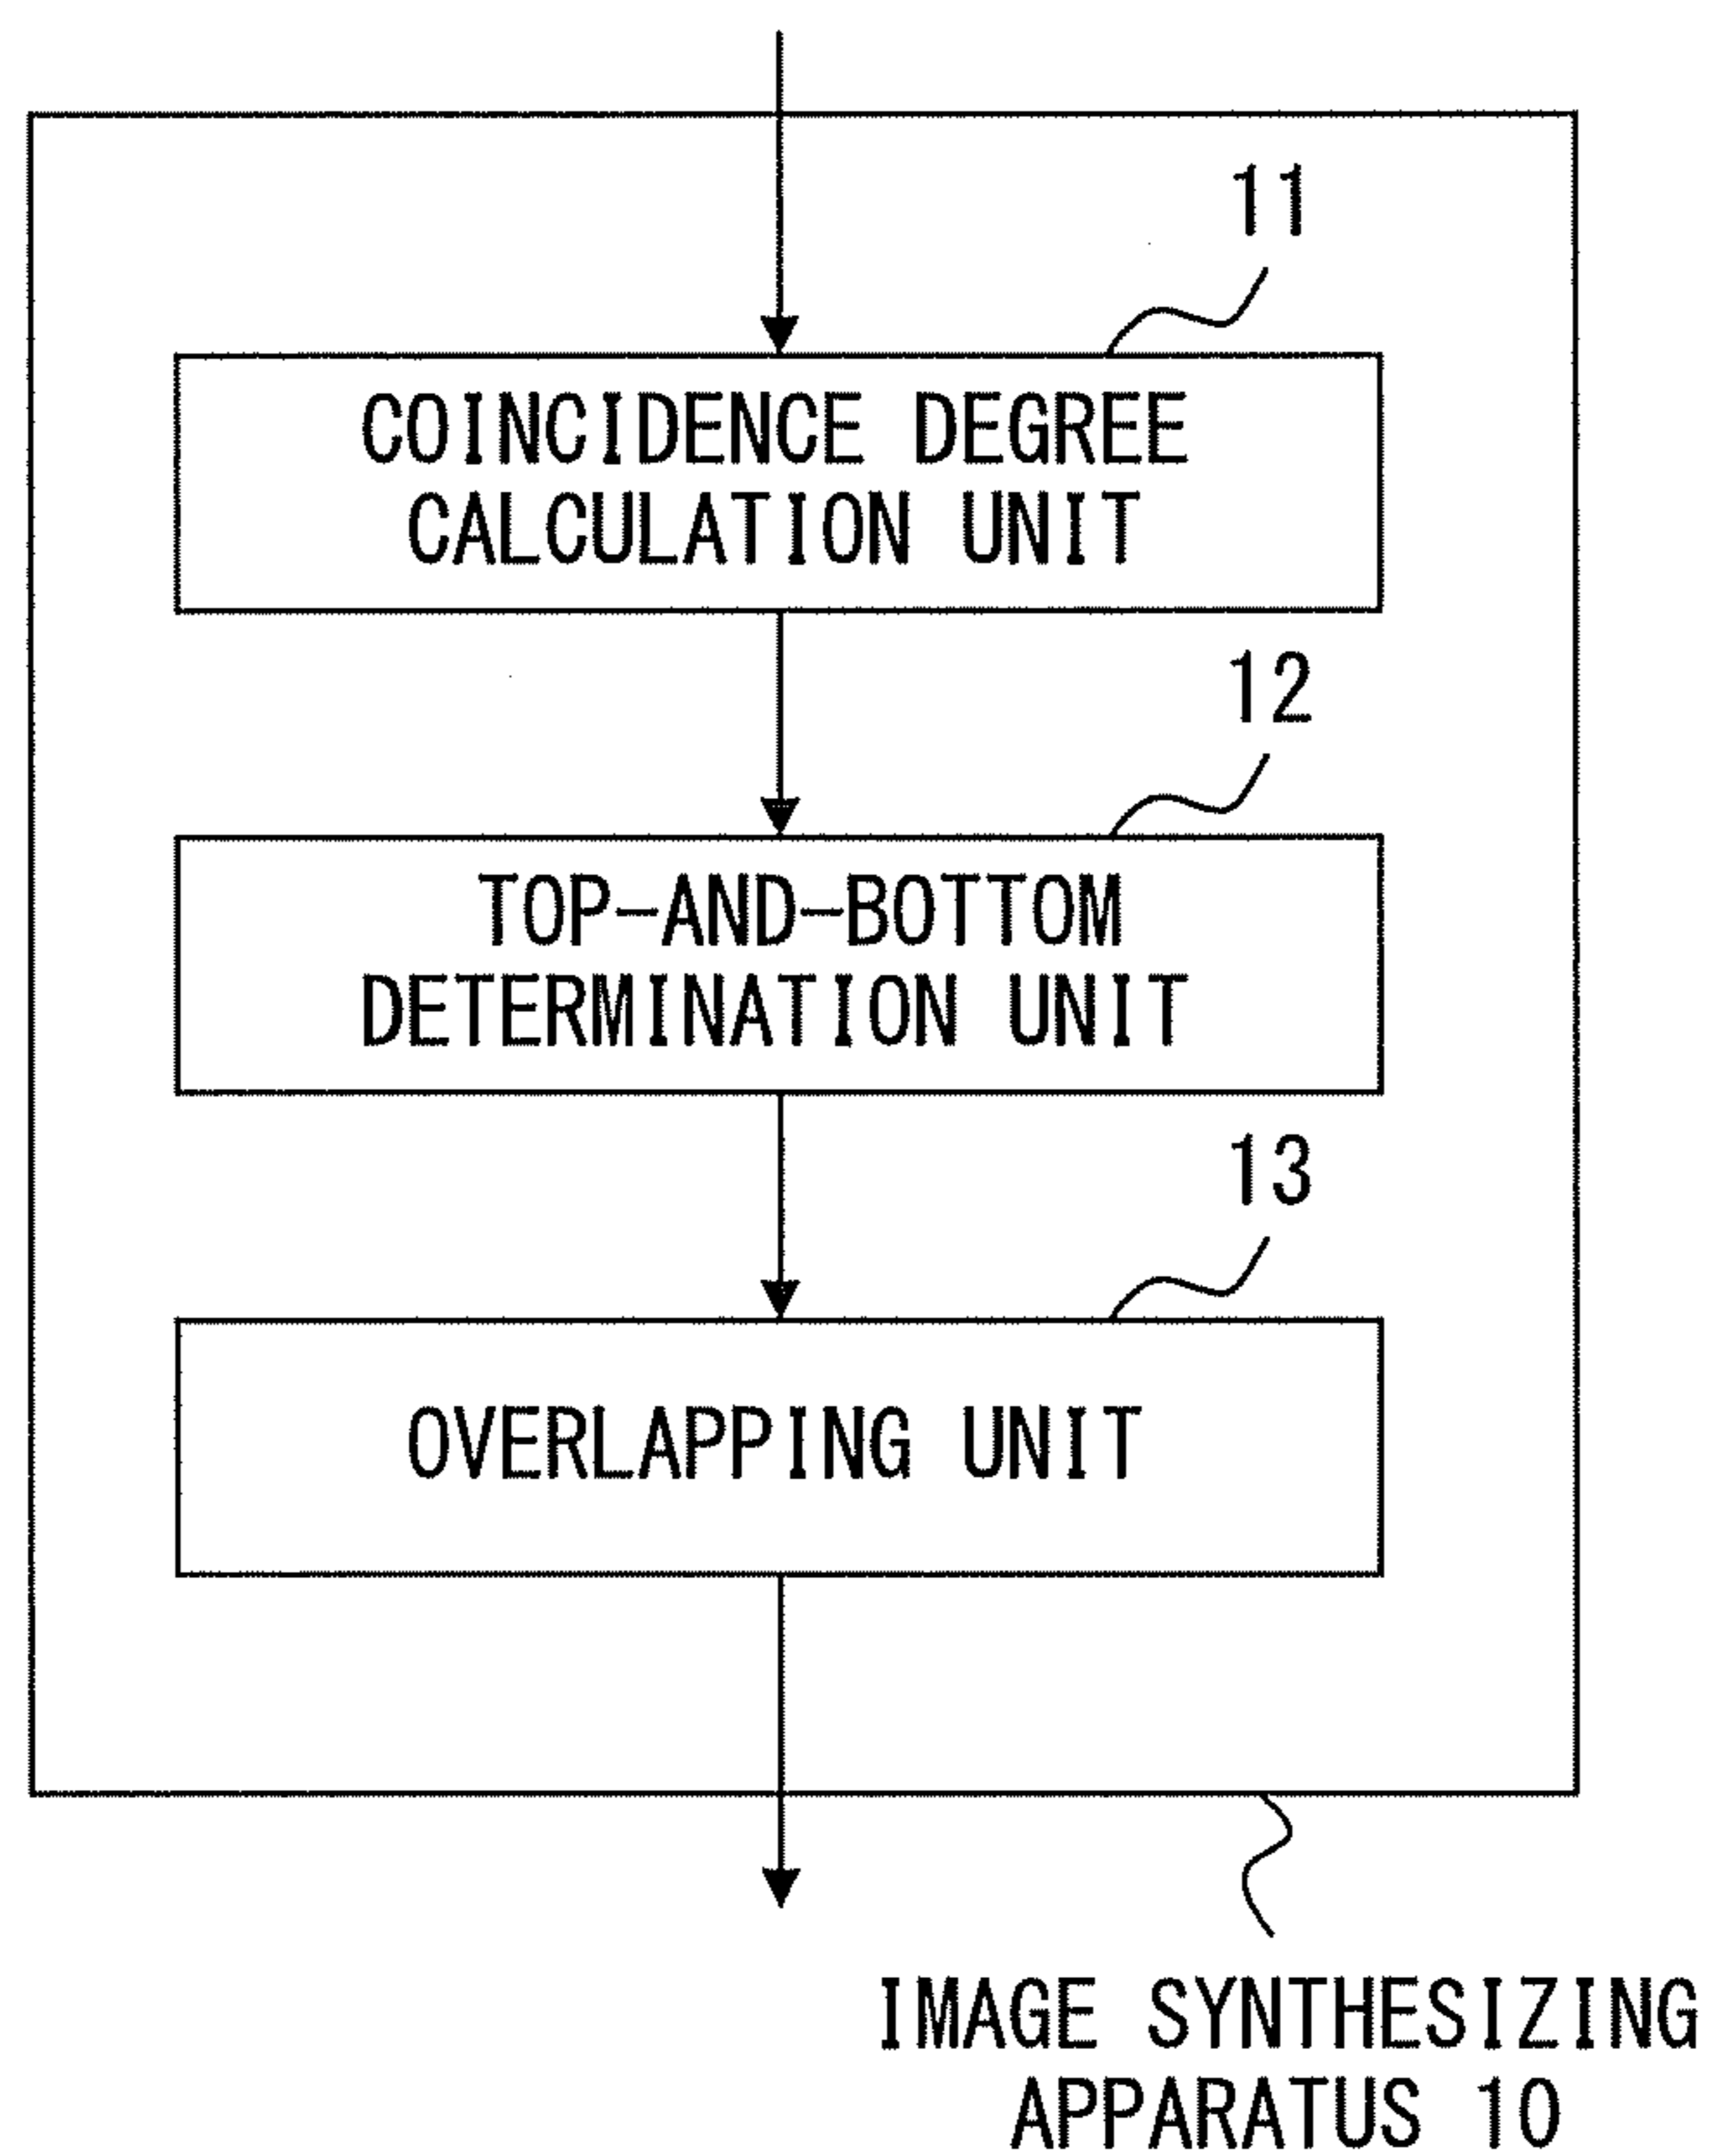 11
COINCIDENCE DEGREE
CALCULATION UNIT
12
TOP-AND-BOTTOM
DETERMINATION UNIT
13
OVERLAPPING UNIT
IMAGE SYNTHESIZING
APPARATUS 10